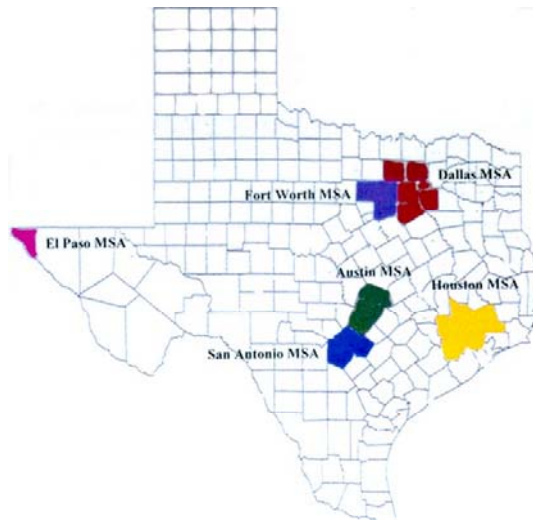 Dallas MSA
Fort Worth MSA
El Paso MSA
Austin MSA
Houston MSA
San Antonio MSA